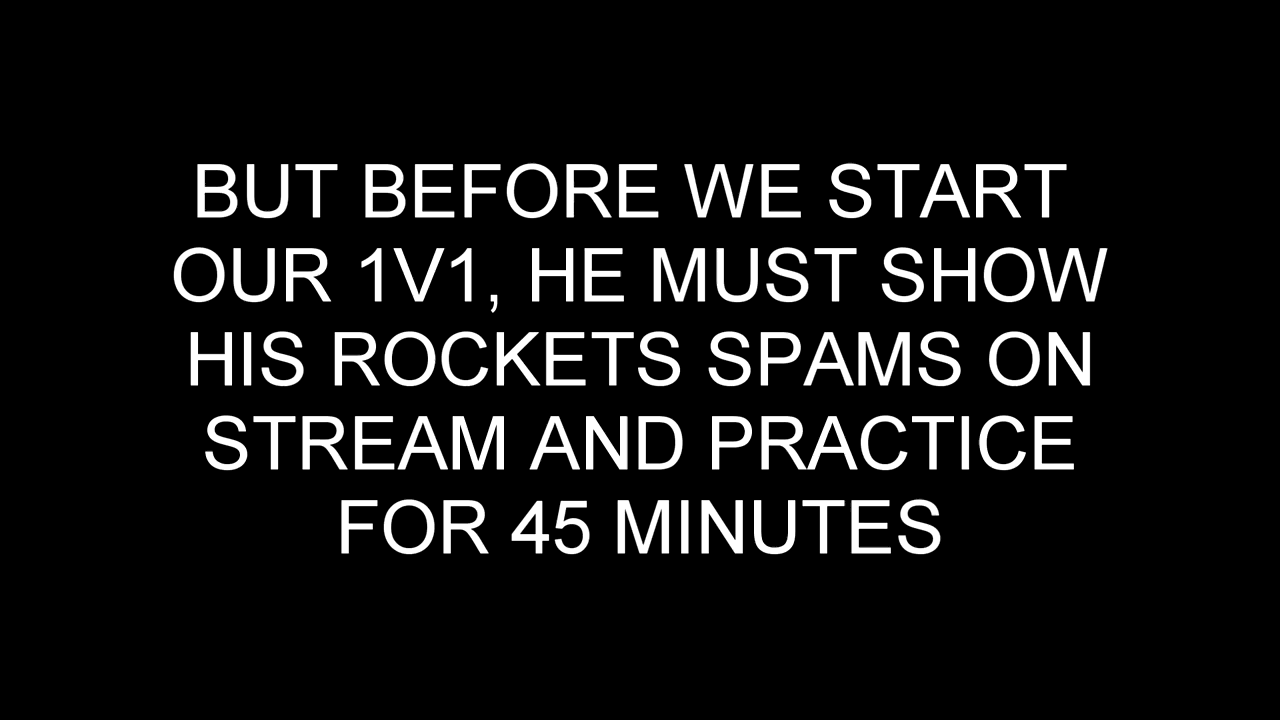 BUT BEFORE WE START
OUR 1V1, HE MUST SHOW
HIS ROCKETS SPAMS ON
STREAM AND PRACTICE
FOR 45 MINUTES